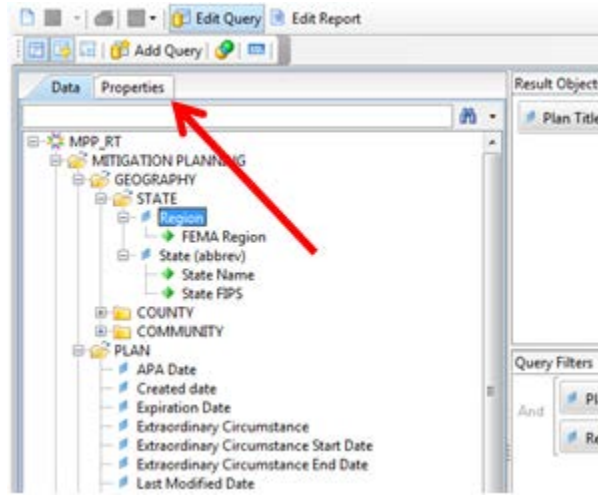 Edit Query Edit Report
Add Query
Data Properties
Result Object
Plan Title
MPP_RT
MITIGATION PLANNING
GEOGRAPHY
STATE
Region
FEMA Region
State (abbrev)
State Name
State FIPS
COUNTY
COMMUNITY
PLAN
APA Date
Created date
Expiration Date
Extraordinary Circumstance
Extraordinary Circumstance Start Date
Extraordinary Circumstance End Date
Last Modified Date
Query Filters
And
Pl
Re